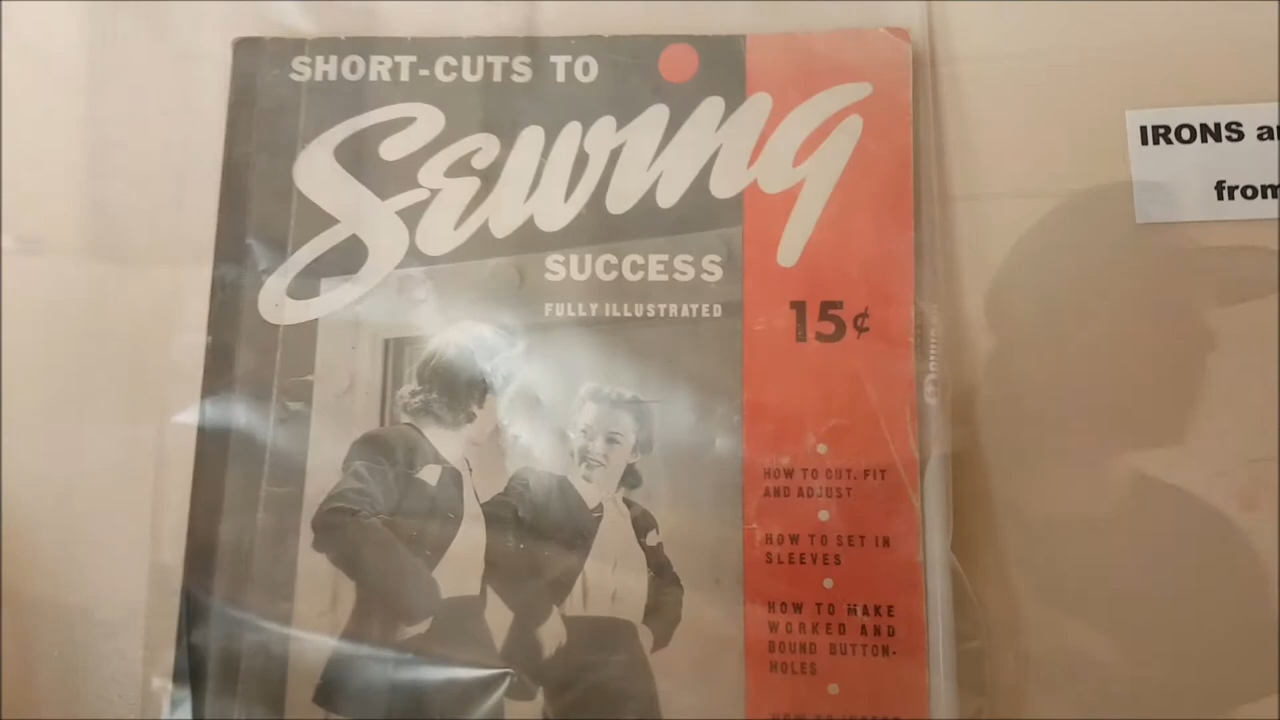 SHORT-CUTS TO
Sewing
SUCCESS
FULLY ILLUSTRATED
15¢
HOW TO CUT, FIT
AND ADJUST
HOW TO SET IN
SLEEVES
HOW TO MAKE
WORKED AND
BOUND BUTTON-
HOLES
IRONS
from